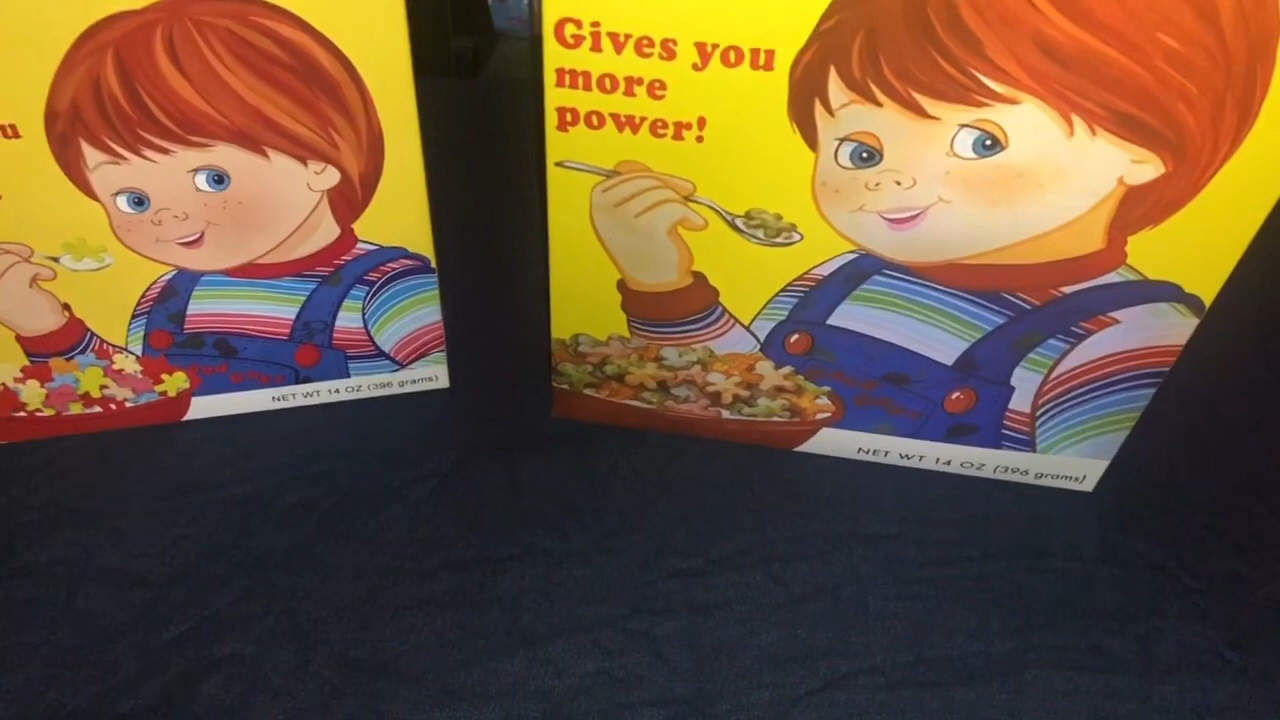 u
NET WT 14 OZ (396 grams)
Gives you
more
power!
NET WT 14 OZ (396 grams)